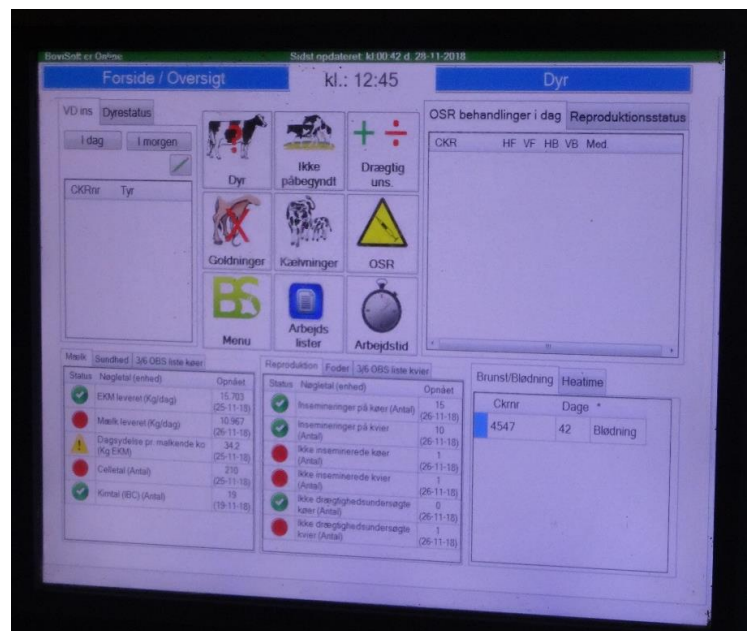 BoviSoft er Online
Sidst opdateret kl:00:42 d. 28-11-2018
Forside / Oversigt
kl.: 12:45
Dyr
VD ins
Dyrestatus
I dag
I morgen
CKRnr Tyr
Dyr
Ikke påbegyndt
Drægtig uns.
Goldninger
Kælvninger
OSR
BS
Menu
Arbejds lister
Arbejdstid
OSR behandlinger i dag
Reproduktionsstatus
CKR HF VF HB VB Med
Mælk Sundhed 3/6 OBS liste køer
Status Nøgletal (enhed) Opnået
EKM leveret (Kg/dag) 15.703
(25-11-18)
Mælk leveret (Kg/dag) 10.967
(26-11-18)
Dagsydelse pr. malkende ko 34.2
(Kg EKM) (25-11-18)
Celletal (Antal) 210
(25-11-18)
Kimtal (IBC) (Antal) 19
(19-11-18)
Reproduktion Foder 3/6 OBS liste kvier
Status Nøgletal (enhed) Opnået
Insemineringer på køer (Antal) 15
(26-11-18)
Insemineringer på kvier 10
(Antal) (26-11-18)
Ikke inseminerede køer 1
(Antal) (26-11-18)
Ikke inseminerede kvier 1
(Antal) (26-11-18)
Ikke drægtighedsundersøgte 0
køer (Antal) (26-11-18)
Ikke drægtighedsundersøgte 1
kvier (Antal) (26-11-18)
Brunst/Blødning Heatime
Ckrnr Dage
4547 42 Blødning